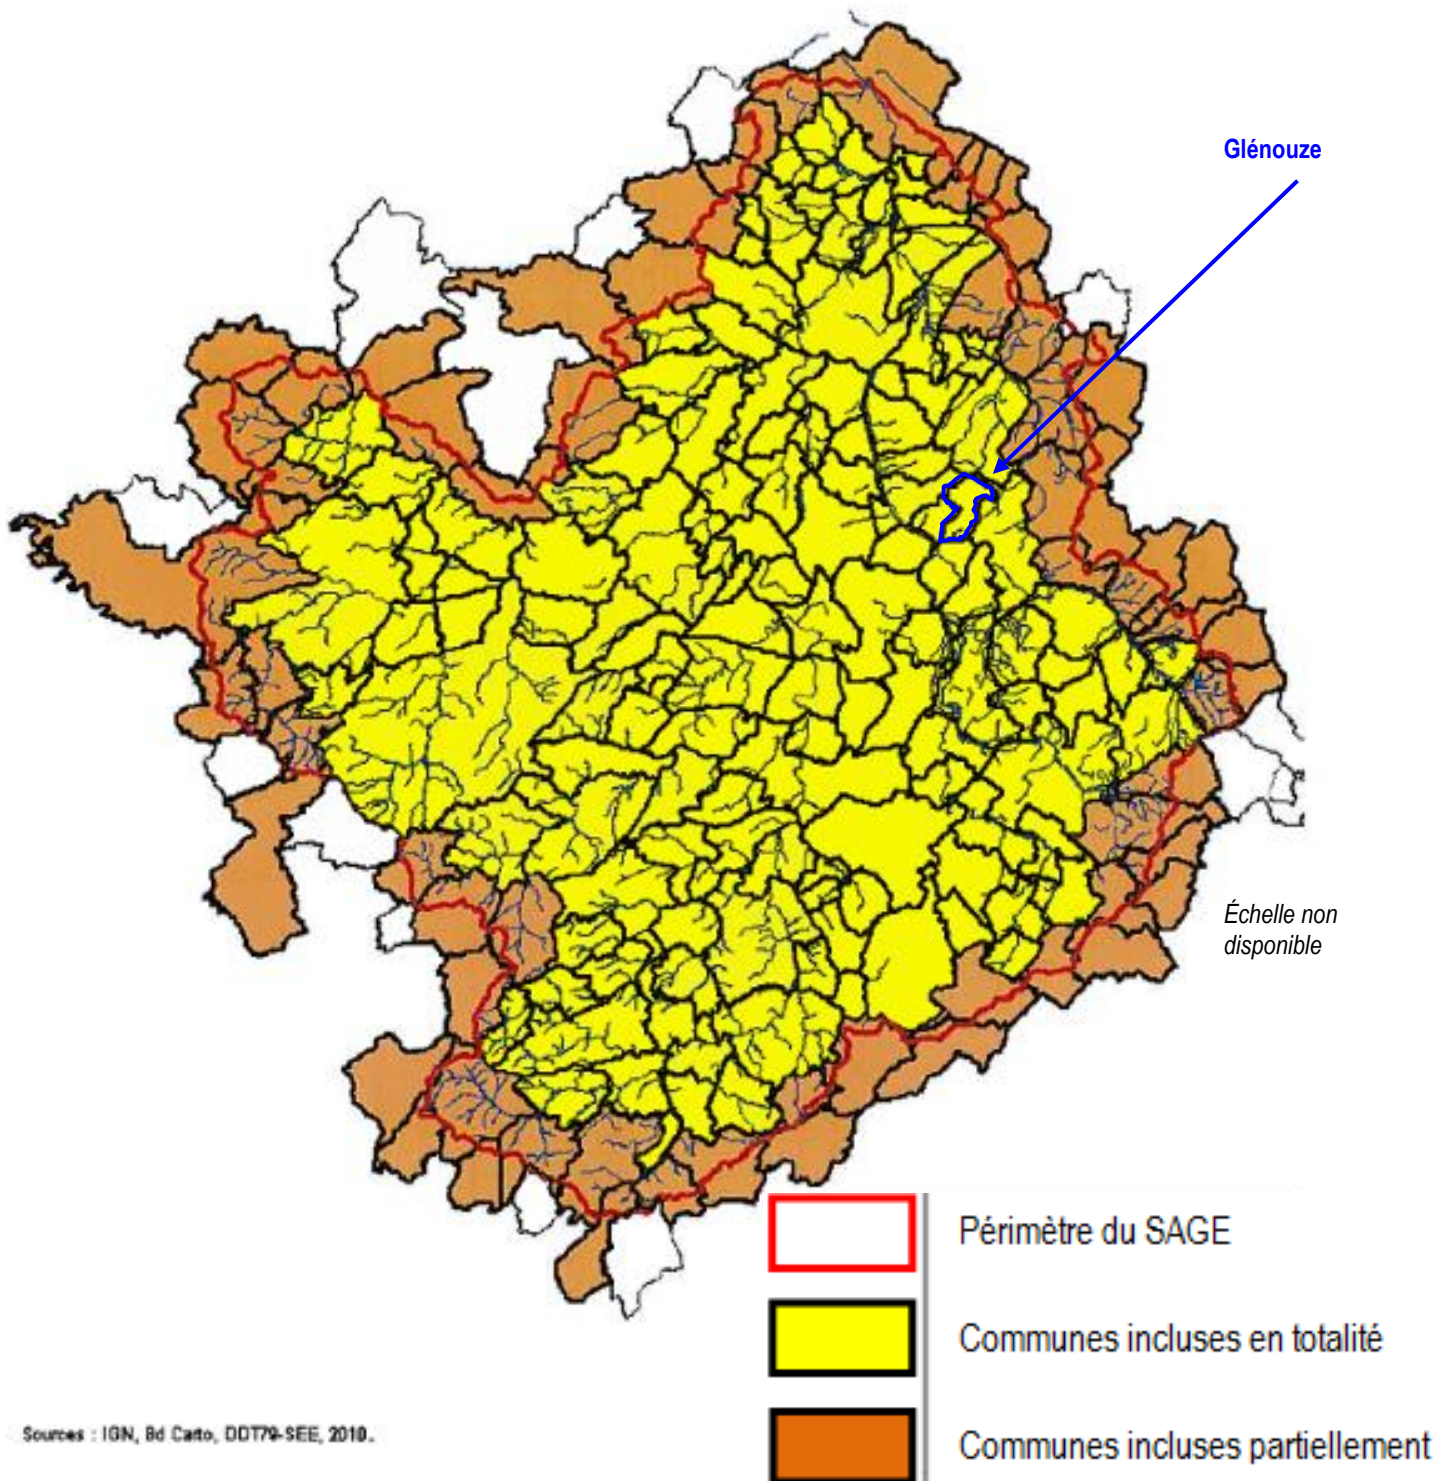 Glénouze
Échelle non
disponible
Périmètre du SAGE
Communes incluses en totalité
Communes incluses partiellement
Sources : IGN, Bd Carto, DDT79-SEE, 2010.